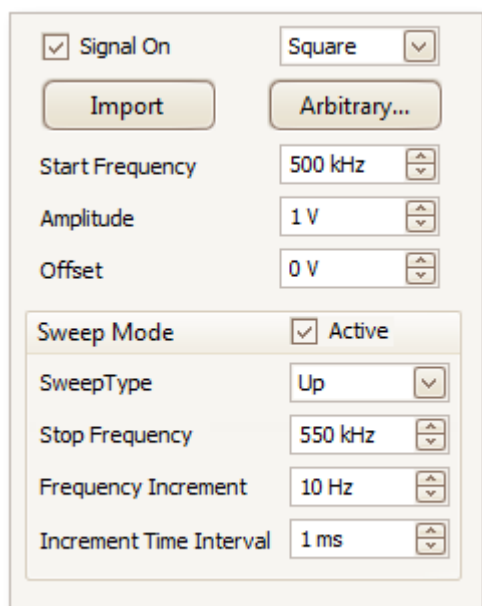 Signal On Square
Import Arbitrary...
Start Frequency 500 kHz
Amplitude 1 V
Offset 0 V
Sweep Mode Active
SweepType Up
Stop Frequency 550 kHz
Frequency Increment 10 Hz
Increment Time Interval 1 ms